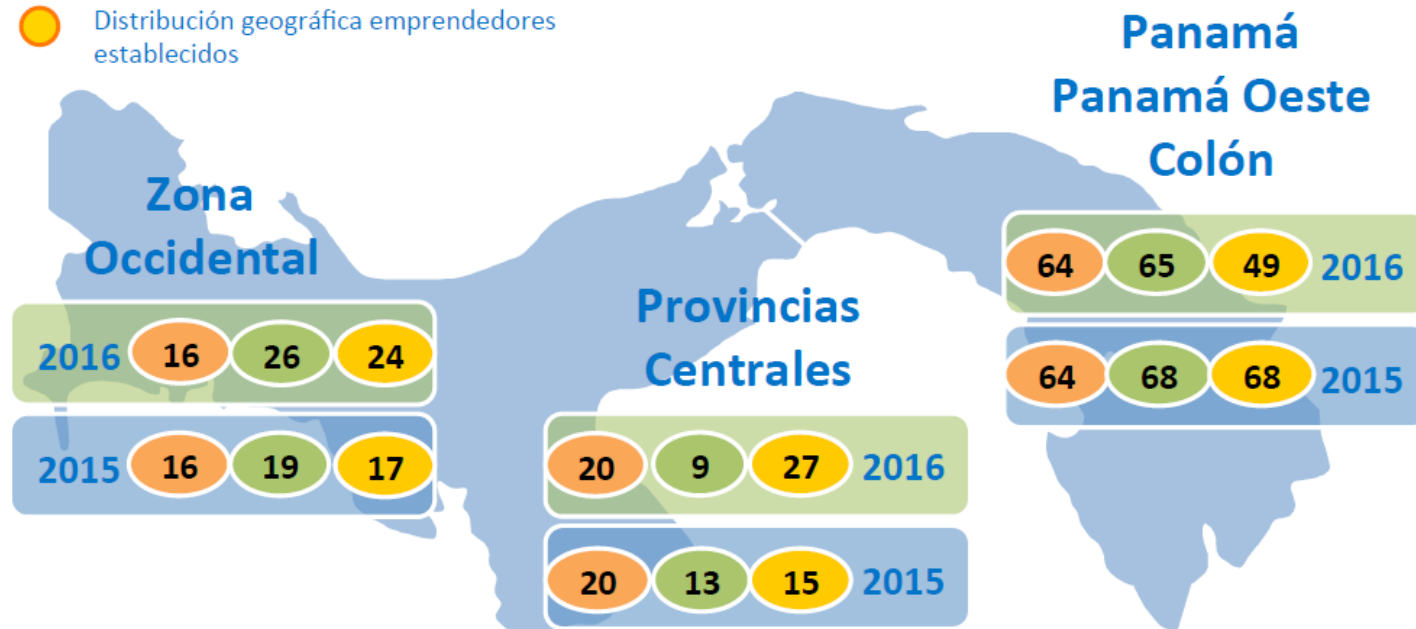 Distribución geográfica emprendedores
establecidos
Panamá
Panamá Oeste
Colón
64 65 49 2016
64 68 68 2015
Zona
Occidental
2016 16 26 24
2015 16 19 17
Provincias
Centrales
20 9 27 2016
20 13 15 2015